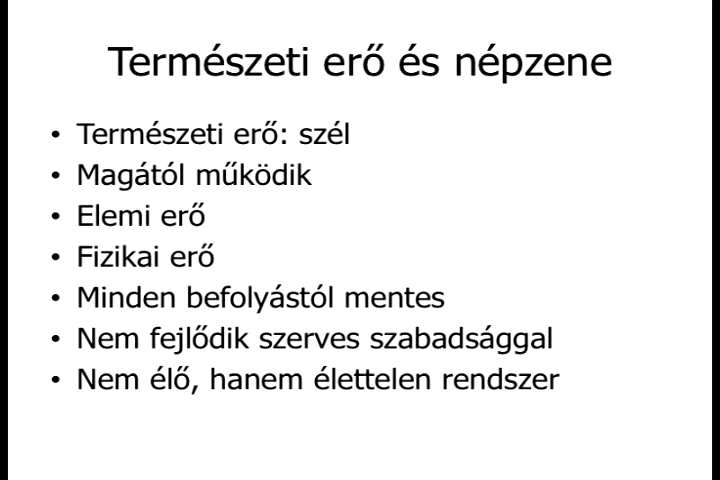 Természeti erő és népzene
• Természeti erő: szél
• Magától működik
• Elemi erő
• Fizikai erő
• Minden befolyástól mentes
• Nem fejlődik szerves szabadsággal
• Nem élő, hanem élettelen rendszer